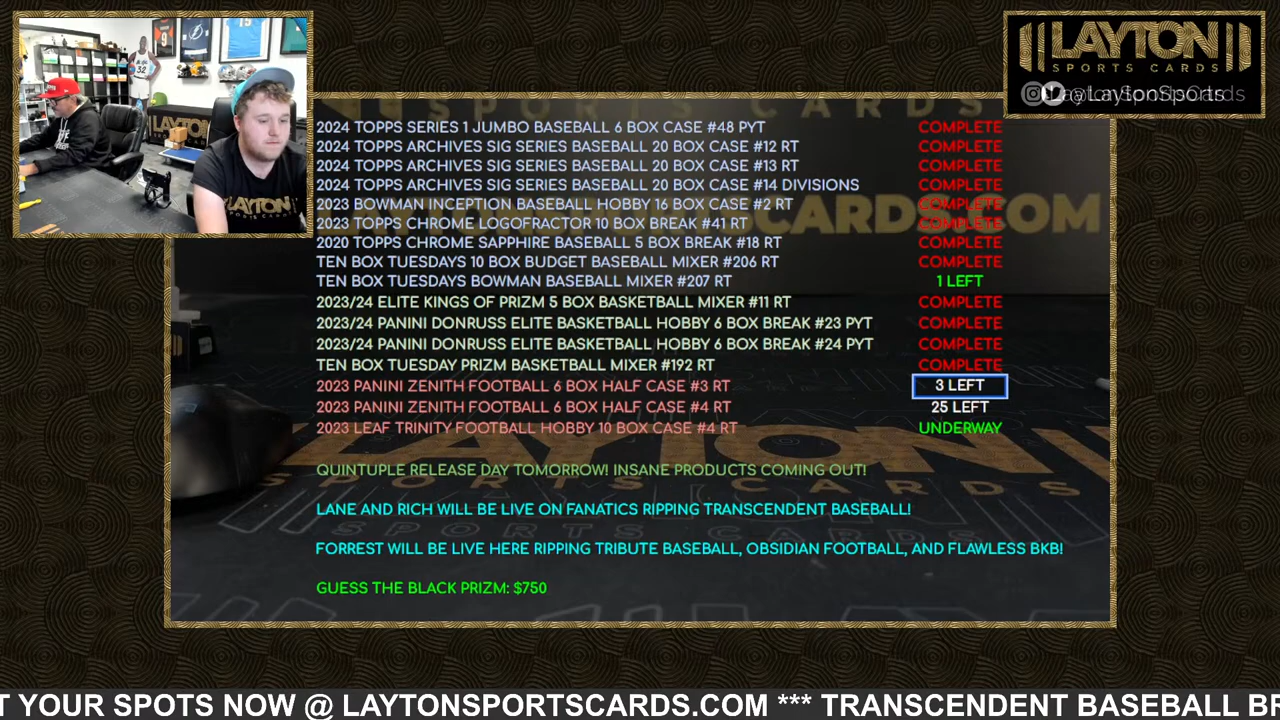 LAYTON
SPORTS CARDS
2024 TOPPS SERIES 1 JUMBO BASEBALL 6 BOX CASE #48 PYT COMPLETE
2024 TOPPS ARCHIVES SIG SERIES BASEBALL 20 BOX CASE #12 RT COMPLETE
2024 TOPPS ARCHIVES SIG SERIES BASEBALL 20 BOX CASE #13 RT COMPLETE
2024 TOPPS ARCHIVES SIG SERIES BASEBALL 20 BOX CASE #14 DIVISIONS COMPLETE
2023 BOWMAN INCEPTION BASEBALL HOBBY 16 BOX CASE #2 RT COMPLETE
2023 TOPPS CHROME LOGOFRACTOR 10 BOX BREAK #41 RT COMPLETE
2020 TOPPS CHROME SAPPHIRE BASEBALL 5 BOX BREAK #18 RT COMPLETE
TEN BOX TUESDAYS 10 BOX BUDGET BASEBALL MIXER #206 RT COMPLETE
TEN BOX TUESDAYS BOWMAN BASEBALL MIXER #207 RT 1 LEFT
2023/24 ELITE KINGS OF PRIZM 5 BOX BASKETBALL MIXER #11 RT COMPLETE
2023/24 PANINI DONRUSS ELITE BASKETBALL HOBBY 6 BOX BREAK #23 PYT COMPLETE
2023/24 PANINI DONRUSS ELITE BASKETBALL HOBBY 6 BOX BREAK #24 PYT COMPLETE
TEN BOX TUESDAY PRIZM BASKETBALL MIXER #192 RT COMPLETE
2023 PANINI ZENITH FOOTBALL 6 BOX HALF CASE #3 RT 3 LEFT
2023 PANINI ZENITH FOOTBALL 6 BOX HALF CASE #4 RT 25 LEFT
2023 LEAF TRINITY FOOTBALL HOBBY 10 BOX CASE #4 RT UNDERWAY
QUINTUPLE RELEASE DAY TOMORROW! INSANE PRODUCTS COMING OUT!
LANE AND RICH WILL BE LIVE ON FANATICS RIPPING TRANSCENDENT BASEBALL!
FORREST WILL BE LIVE HERE RIPPING TRIBUTE BASEBALL, OBSIDIAN FOOTBALL, AND FLAWLESS BKB!
GUESS THE BLACK PRIZM: $750
T YOUR SPOTS NOW @ LAYTONSPORTSCARDS.COM *** TRANSCENDENT BASEBALL BR